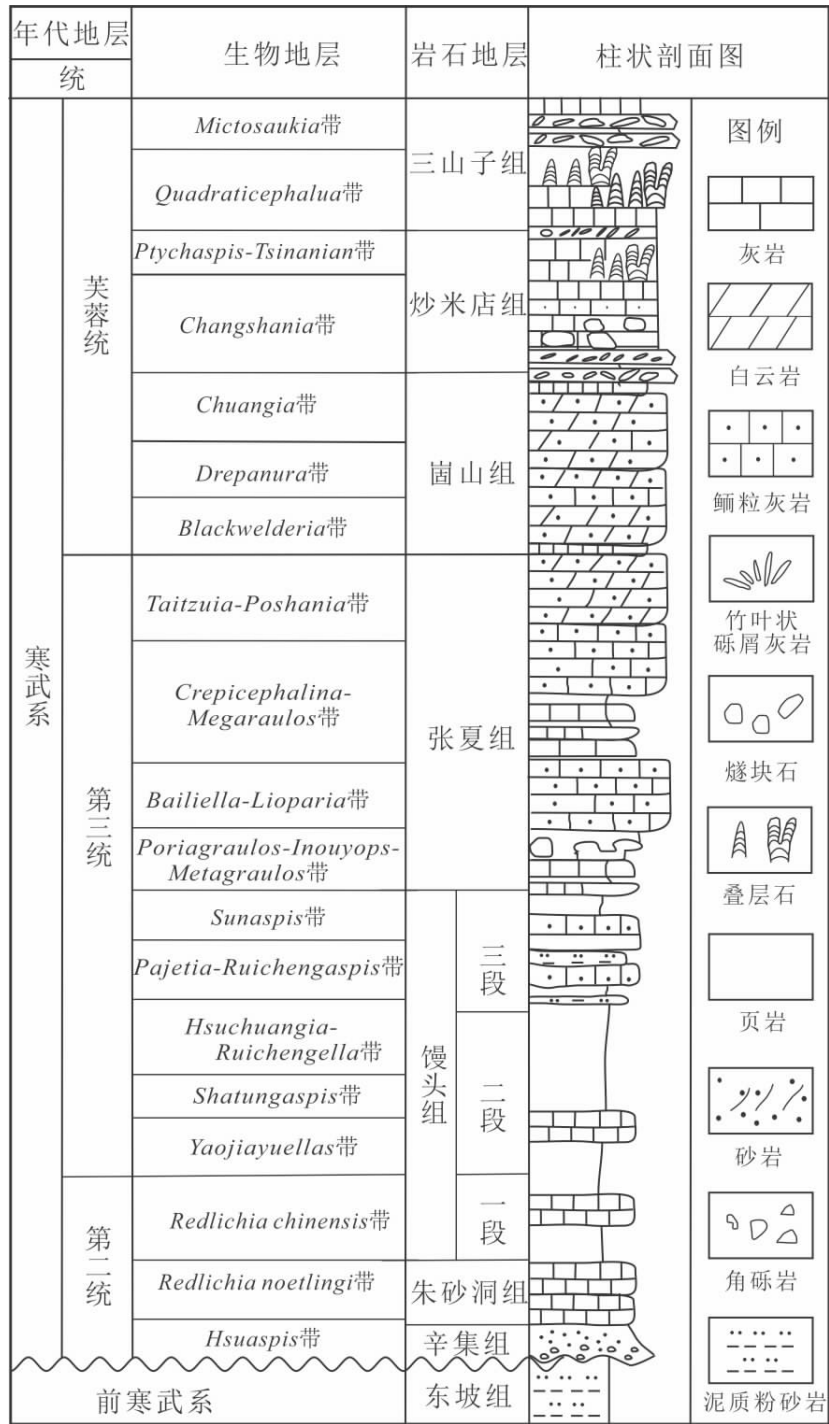 年代地层
统
生物地层
岩石地层
柱状剖面图
寒武系
芙蓉统
第三统
第二统
前寒武系
Mictosaukia带
Quadraticephalua带
Ptychaspis-Tsinanian带
Changshania带
Chuangia带
Drepanura带
Blackwelderia带
Taitzuia-Poshania带
Crepicephalina-
Megaraulos带
Bailiella-Lioparia带
Poriagraulos-Inouyops-
Metagraulos带
Sunaspis带
Pajetia-Ruichengaspis带
Hsuchuangia-
Ruichengella带
Shatungaspis带
Yaojiayuellas带
Redlichia chinensis带
Redlichia noetlingi带
Hsuaspis带
三山子组
炒米店组
崮山组
张夏组
馒头组
三段
二段
一段
朱砂洞组
辛集组
东坡组
图例
灰岩
白云岩
鲕粒灰岩
竹叶状
砾屑灰岩
燧块石
叠层石
页岩
砂岩
角砾岩
泥质粉砂岩